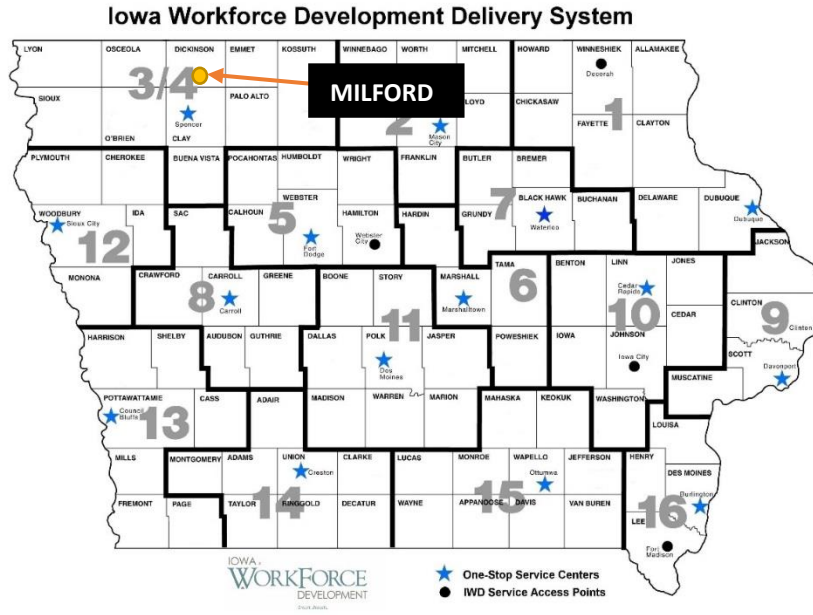 Iowa Workforce Development Delivery System
LYON
OSCEOLA
DICKINSON
EMMET
KOSSUTH
WINNEBAGO
WORTH
MITCHELL
HOWARD
WINNESHIEK
ALLAMAKEE
Decorah
3/4
MILFORD
SIOUX
PALO ALTO
LOYD
CHICKASAW
1
Spencer
2
Mason
City
FAYETTE
CLAYTON
O'BRIEN
CLAY
PLYMOUTH
CHEROKEE
BUENA VISTA
POCAHONTAS
HUMBOLDT
WRIGHT
FRANKLIN
BUTLER
BREMER
7
WEBSTER
BLACK HAWK
BUCHANAN
DELAWARE
DUBUQUE
WOODBURY
Sioux City
IDA
SAC
CALHOUN
5
HAMILTON
HARDIN
GRUNDY
Waterloo
Dubuque
12
Fort
Dodge
Webster
City
JACKSON
MONONA
CRAWFORD
CARROLL
GREENE
BOONE
STORY
MARSHALL
TAMA
6
BENTON
LINN
JONES
8
Carroll
Marshalltown
Cedar
Rapids
10
CLINTON
9
Clinton
CEDAR
11
HARRISON
SHELBY
AUDUBON
GUTHRIE
DALLAS
POLK
JASPER
POWESHIEK
IOWA
JOHNSON
Iowa City
SCOTT
Des
Moines
Davenport
MUSCATINE
POTTAWATTAMIE
CASS
ADAIR
MADISON
WARREN
MARION
MAHASKA
KEOKUK
WASHINGTON
Council
Bluffs
13
LOUISA
MILLS
MONTGOMERY
ADAMS
UNION
CLARKE
LUCAS
MONROE
WAPELLO
JEFFERSON
HENRY
Creston
Ottumwa
DES MOINES
14
15
16
Burlington
FREMONT
PAGE
TAYLOR
RINGGOLD
DECATUR
WAYNE
APPANOOSE
DAVIS
VAN BUREN
LEE
Fort
Madison
IOWA
WORKFORCE
DEVELOPMENT
One-Stop Service Centers
IWD Service Access Points